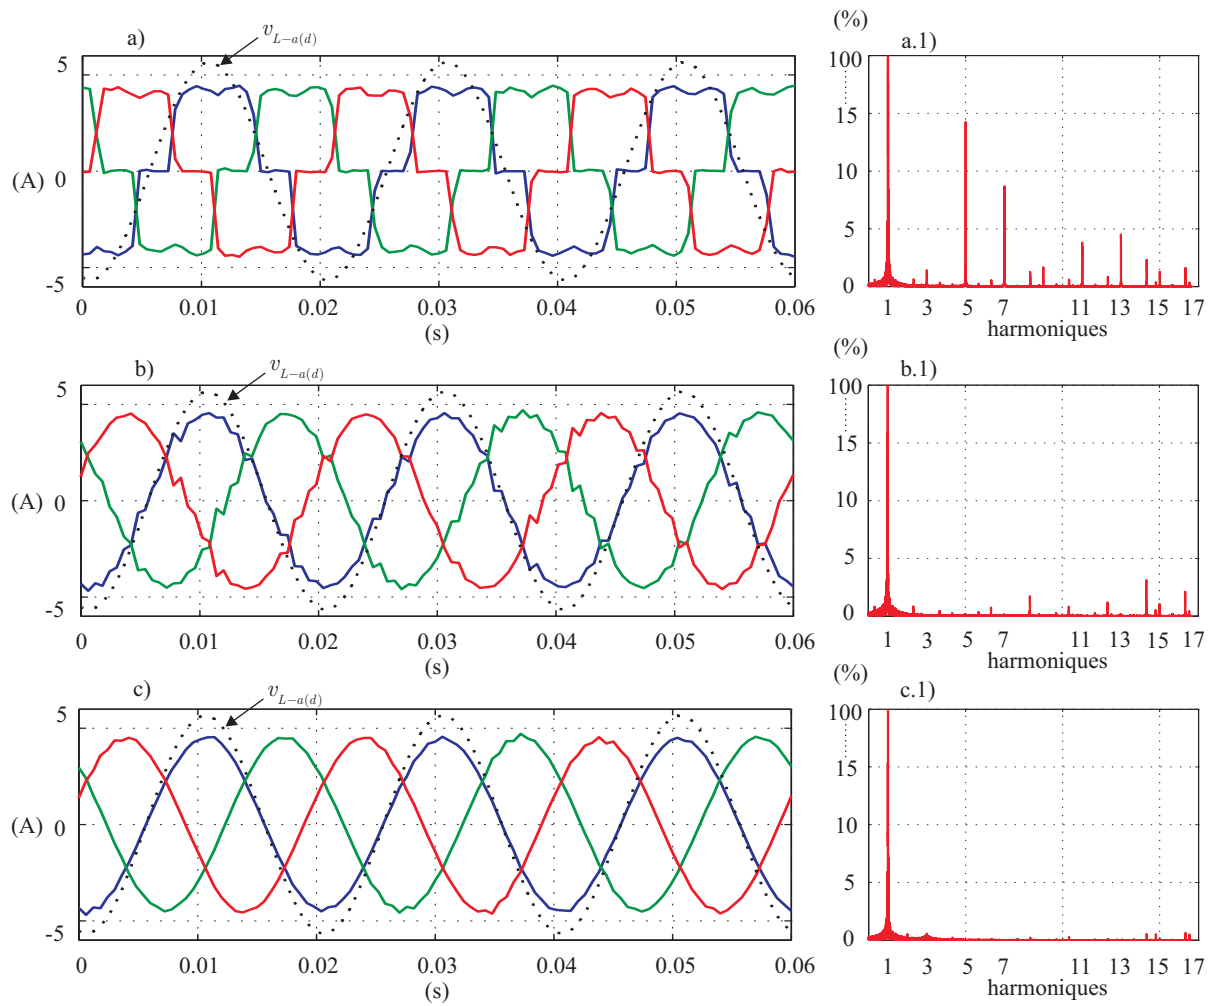 a) v_{L-a(d)} (%) a.1)
5 100
15
10
(A) 0 5
-5 0
0 0.01 0.02 0.03 0.04 0.05 0.06 1 3 5 7 11 13 15 17
(s) harmoniques
b) v_{L-a(d)} (%) b.1)
5 100
15
10
(A) 0 5
-5 0
0 0.01 0.02 0.03 0.04 0.05 0.06 1 3 5 7 11 13 15 17
(s) harmoniques
c) v_{L-a(d)} (%) c.1)
5 100
15
10
(A) 0 5
-5 0
0 0.01 0.02 0.03 0.04 0.05 0.06 1 3 5 7 11 13 15 17
(s) harmoniques